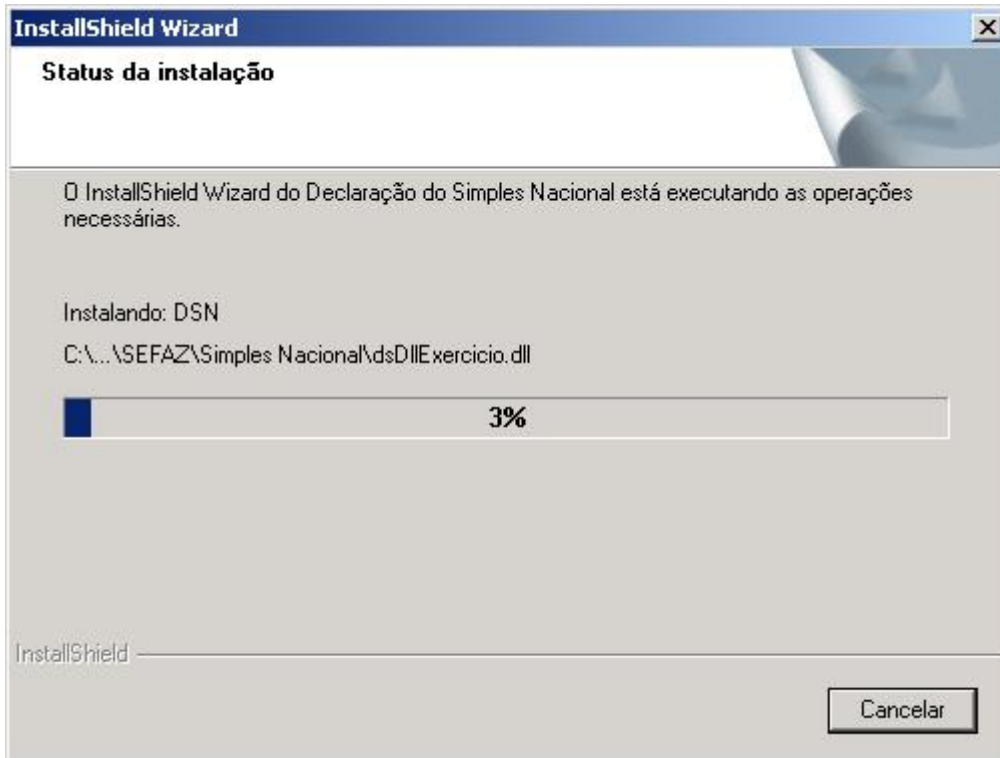 InstallShield Wizard
Status da instalação
O InstallShield Wizard do Declaração do Simples Nacional está executando as operações
necessárias.
Instalando: DSN
C:\...\SEFAZ\Simples Nacional\dsDllExercicio.dll
3%
InstallShield
Cancelar